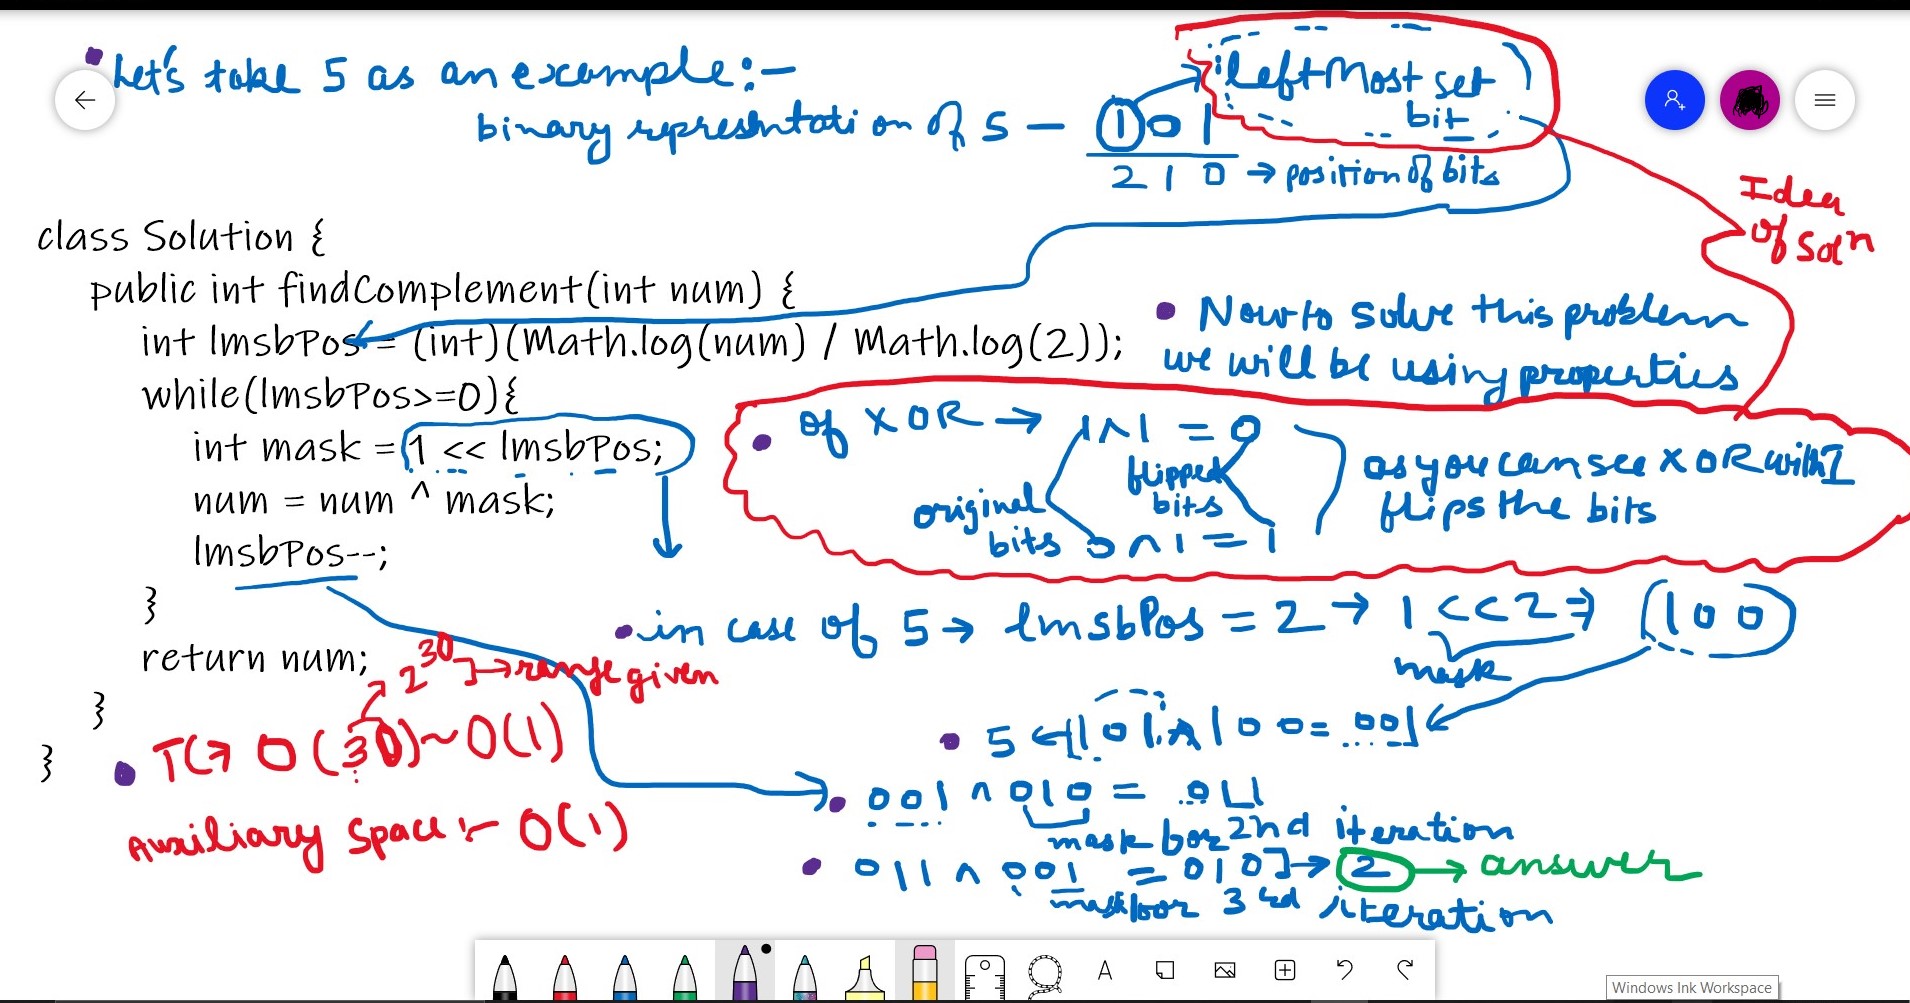 Let's take 5 as an example:-
binary representation of 5 - 101
LeftMost set
bit
2 1 0 → position of bits
Idea
of
Solⁿ
class Solution {
public int findComplement(int num) {
int lmsbPos = (int)(Math.log(num) / Math.log(2));
while(lmsbPos>=0){
int mask = 1 << lmsbPos;
num = num ^ mask;
lmsbPos--;
}
return num;
}
}
Now to solve this problem
we will be using properties
of XOR → 1^1 = 0
flipped
bits
original
bits 0^1 = 1
as you can see XOR with 1
flips the bits
in case of 5 → lmsbPos = 2 → 1<<2 ⇒ (100)
mask
2^30 ] → range given
TC → O(30) ~ O(1)
Auxiliary Space :- O(1)
5 ← [101 ^ 100 = 001
001 ^ 010 = 011
mask for 2nd iteration
011 ^ 001 = 010] → 2 → answer
mask for 3rd iteration
A
Windows Ink Workspace